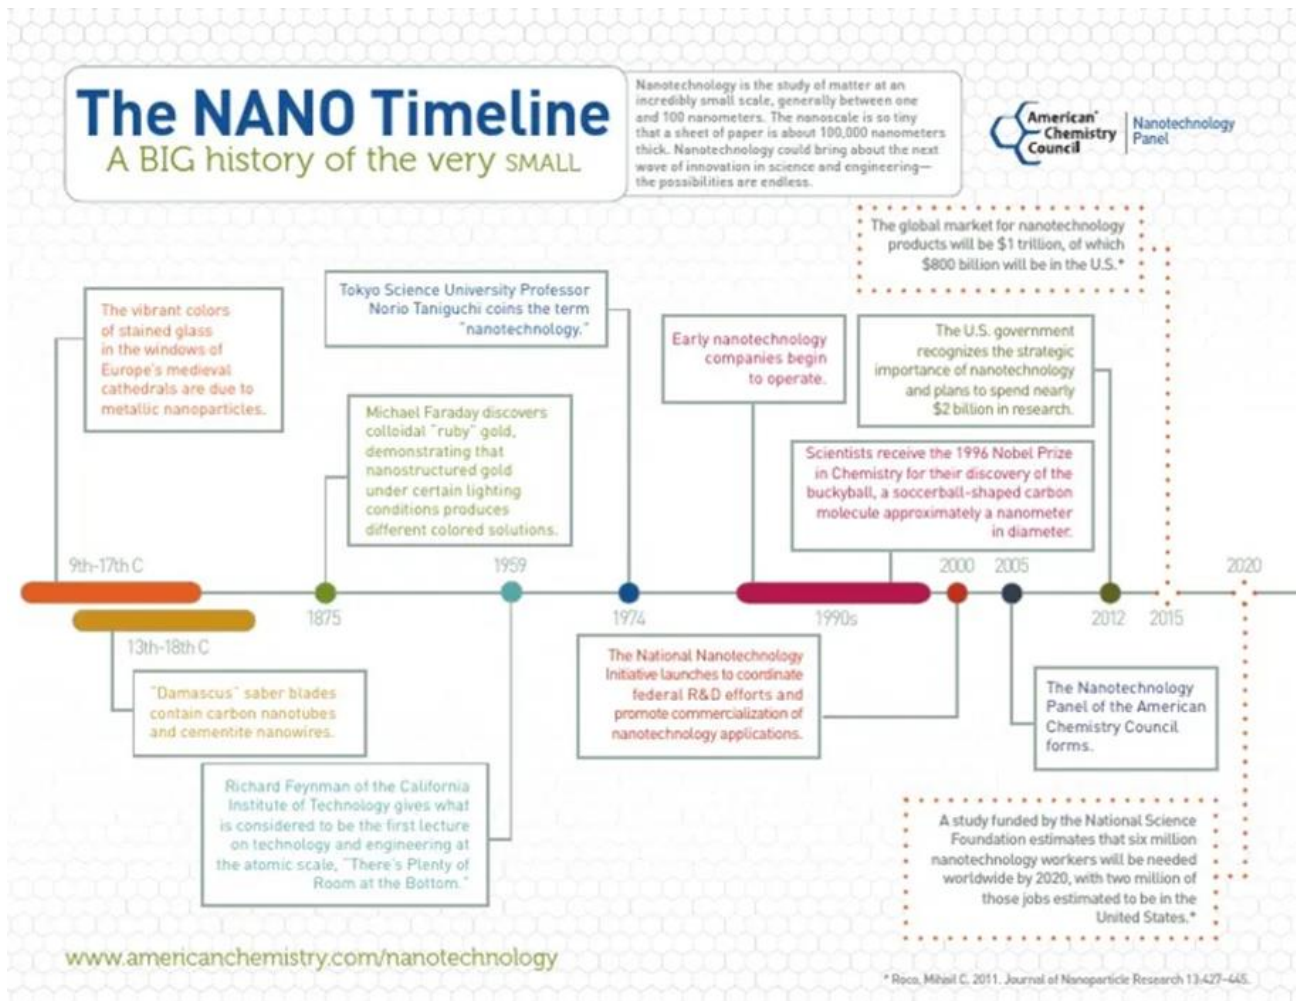 The NANO Timeline
A BIG history of the very SMALL
Nanotechnology is the study of matter at an
incredibly small scale, generally between one
and 100 nanometers. The nanoscale is so tiny
that a sheet of paper is about 100,000 nanometers
thick. Nanotechnology could bring about the next
wave of innovation in science and engineering—
the possibilities are endless.
American
Chemistry
Council
Nanotechnology
Panel
The global market for nanotechnology
products will be $1 trillion, of which
$800 billion will be in the U.S.*
The vibrant colors
of stained glass
in the windows of
Europe's medieval
cathedrals are due to
metallic nanoparticles.
Tokyo Science University Professor
Norio Taniguchi coins the term
"nanotechnology."
Early nanotechnology
companies begin
to operate.
The U.S. government
recognizes the strategic
importance of nanotechnology
and plans to spend nearly
$2 billion in research.
Michael Faraday discovers
colloidal "ruby" gold,
demonstrating that
nanostructured gold
under certain lighting
conditions produces
different colored solutions.
Scientists receive the 1996 Nobel Prize
in Chemistry for their discovery of the
buckyball, a soccerball-shaped carbon
molecule approximately a nanometer
in diameter.
9th-17th C
1959
2000
2005
2020
1875
1974
1990s
2012
2015
13th-18th C
"Damascus" saber blades
contain carbon nanotubes
and cementite nanowires.
The National Nanotechnology
Initiative launches to coordinate
federal R&D efforts and
promote commercialization of
nanotechnology applications.
The Nanotechnology
Panel of the American
Chemistry Council
forms.
Richard Feynman of the California
Institute of Technology gives what
is considered to be the first lecture
on technology and engineering at
the atomic scale, "There's Plenty of
Room at the Bottom."
A study funded by the National Science
Foundation estimates that six million
nanotechnology workers will be needed
worldwide by 2020, with two million of
those jobs estimated to be in the
United States.*
www.americanchemistry.com/nanotechnology
* Roco, Mihail C. 2011. Journal of Nanoparticle Research 13:427-445.